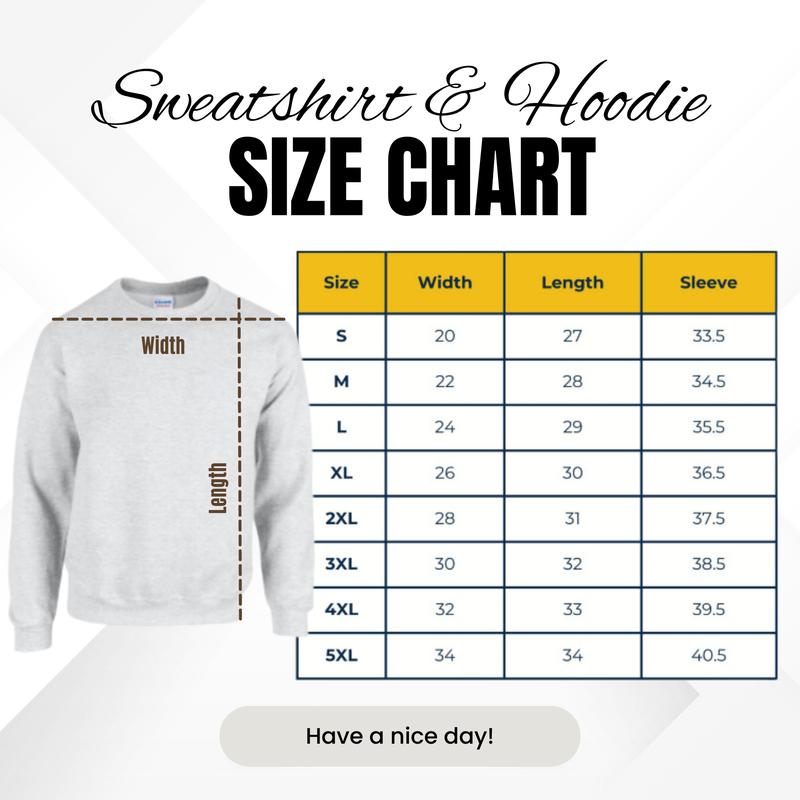 Sweatshirt & Hoodie
SIZE CHART
Size Width Length Sleeve
S 20 27 33.5
M 22 28 34.5
L 24 29 35.5
XL 26 30 36.5
2XL 28 31 37.5
3XL 30 32 38.5
4XL 32 33 39.5
5XL 34 34 40.5
Width
Length
Have a nice day!